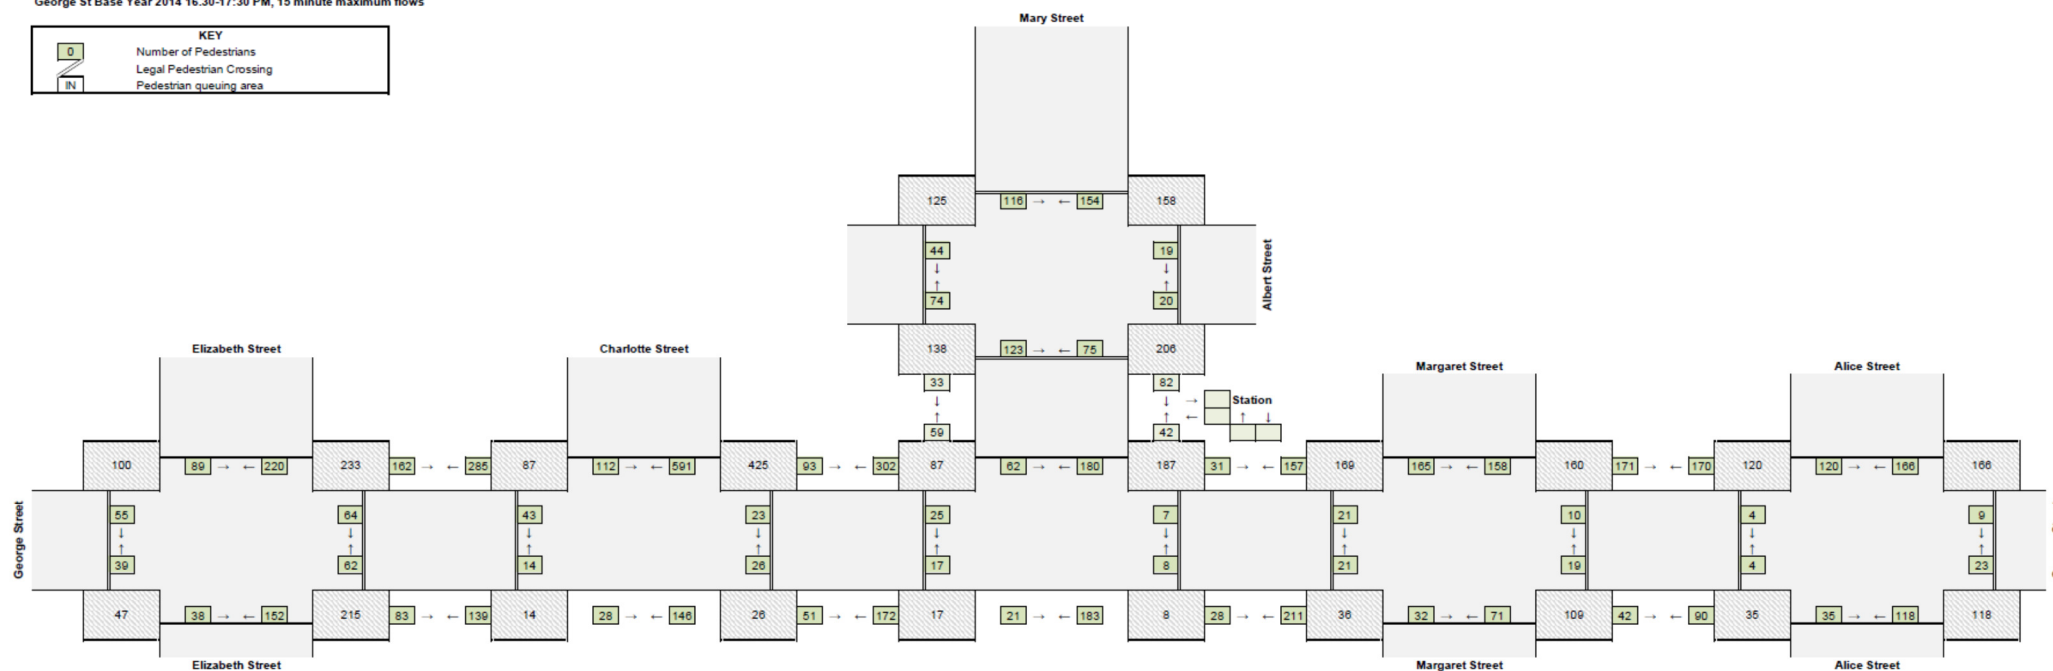 George St Base Year 2014 16.30-17:30 PM, 15 minute maximum flows
Mary Street
KEY
0 Number of Pedestrians
Legal Pedestrian Crossing
IN Pedestrian queuing area
125 116 → ← 154 158
44 ↓ ↑ 74
19 ↓ ↑ 20
Albert Street
138 123 → ← 75 206
33 ↓ ↑ 59
82 ↓ ↑ 42
→ ← Station ↑ ↓
Elizabeth Street
Charlotte Street
Margaret Street
Alice Street
100 89 → ← 220 233 162 → ← 285 87 112 → ← 591 425 93 → ← 302 87 62 → ← 180 187 31 → ← 157 169 165 → ← 158 160 171 → ← 170 120 120 → ← 166 166
George Street
55 64 43 23 25 7 21 10 4 9
↓ ↓ ↓ ↓ ↓ ↓ ↓ ↓ ↓ ↓
↑ ↑ ↑ ↑ ↑ ↑ ↑ ↑ ↑ ↑
39 62 14 26 17 8 21 19 4 23
47 38 → ← 152 215 83 → ← 139 14 28 → ← 146 26 51 → ← 172 17 21 → ← 183 8 28 → ← 211 36 32 → ← 71 109 42 → ← 90 35 35 → ← 118 118
Elizabeth Street
Margaret Street
Alice Street